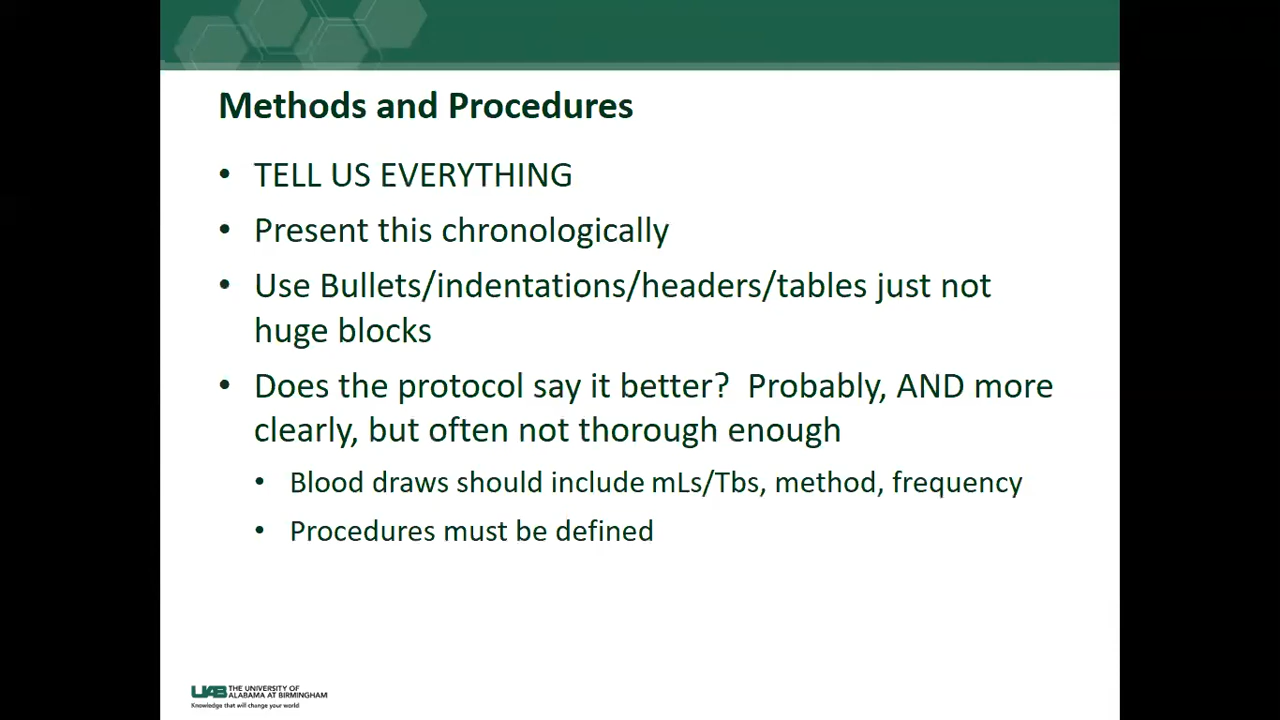 Methods and Procedures
• TELL US EVERYTHING
• Present this chronologically
• Use Bullets/indentations/headers/tables just not
huge blocks
• Does the protocol say it better?  Probably, AND more
clearly, but often not thorough enough
• Blood draws should include mLs/Tbs, method, frequency
• Procedures must be defined
UAB THE UNIVERSITY OF
ALABAMA AT BIRMINGHAM
Knowledge that will change your world